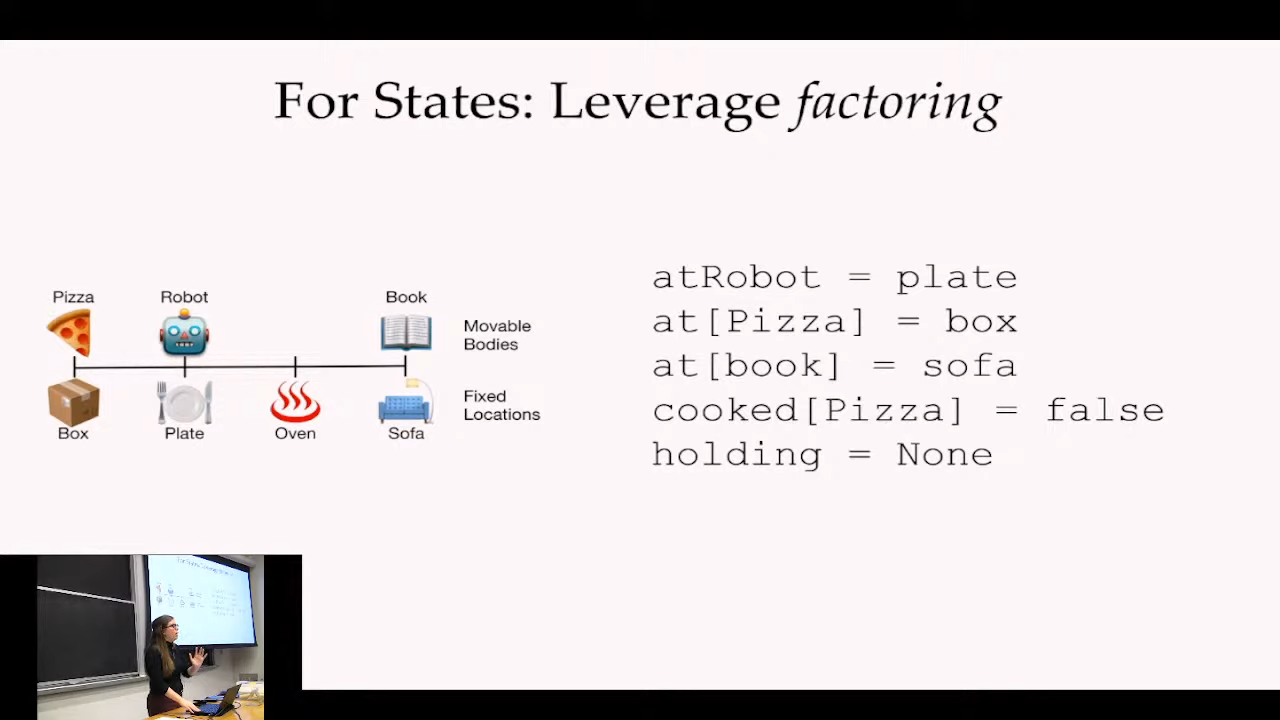 For States: Leverage factoring
Pizza Robot Book
Movable
Bodies
Fixed
Locations
Box Plate Oven Sofa
atRobot = plate
at[Pizza] = box
at[book] = sofa
cooked[Pizza] = false
holding = None